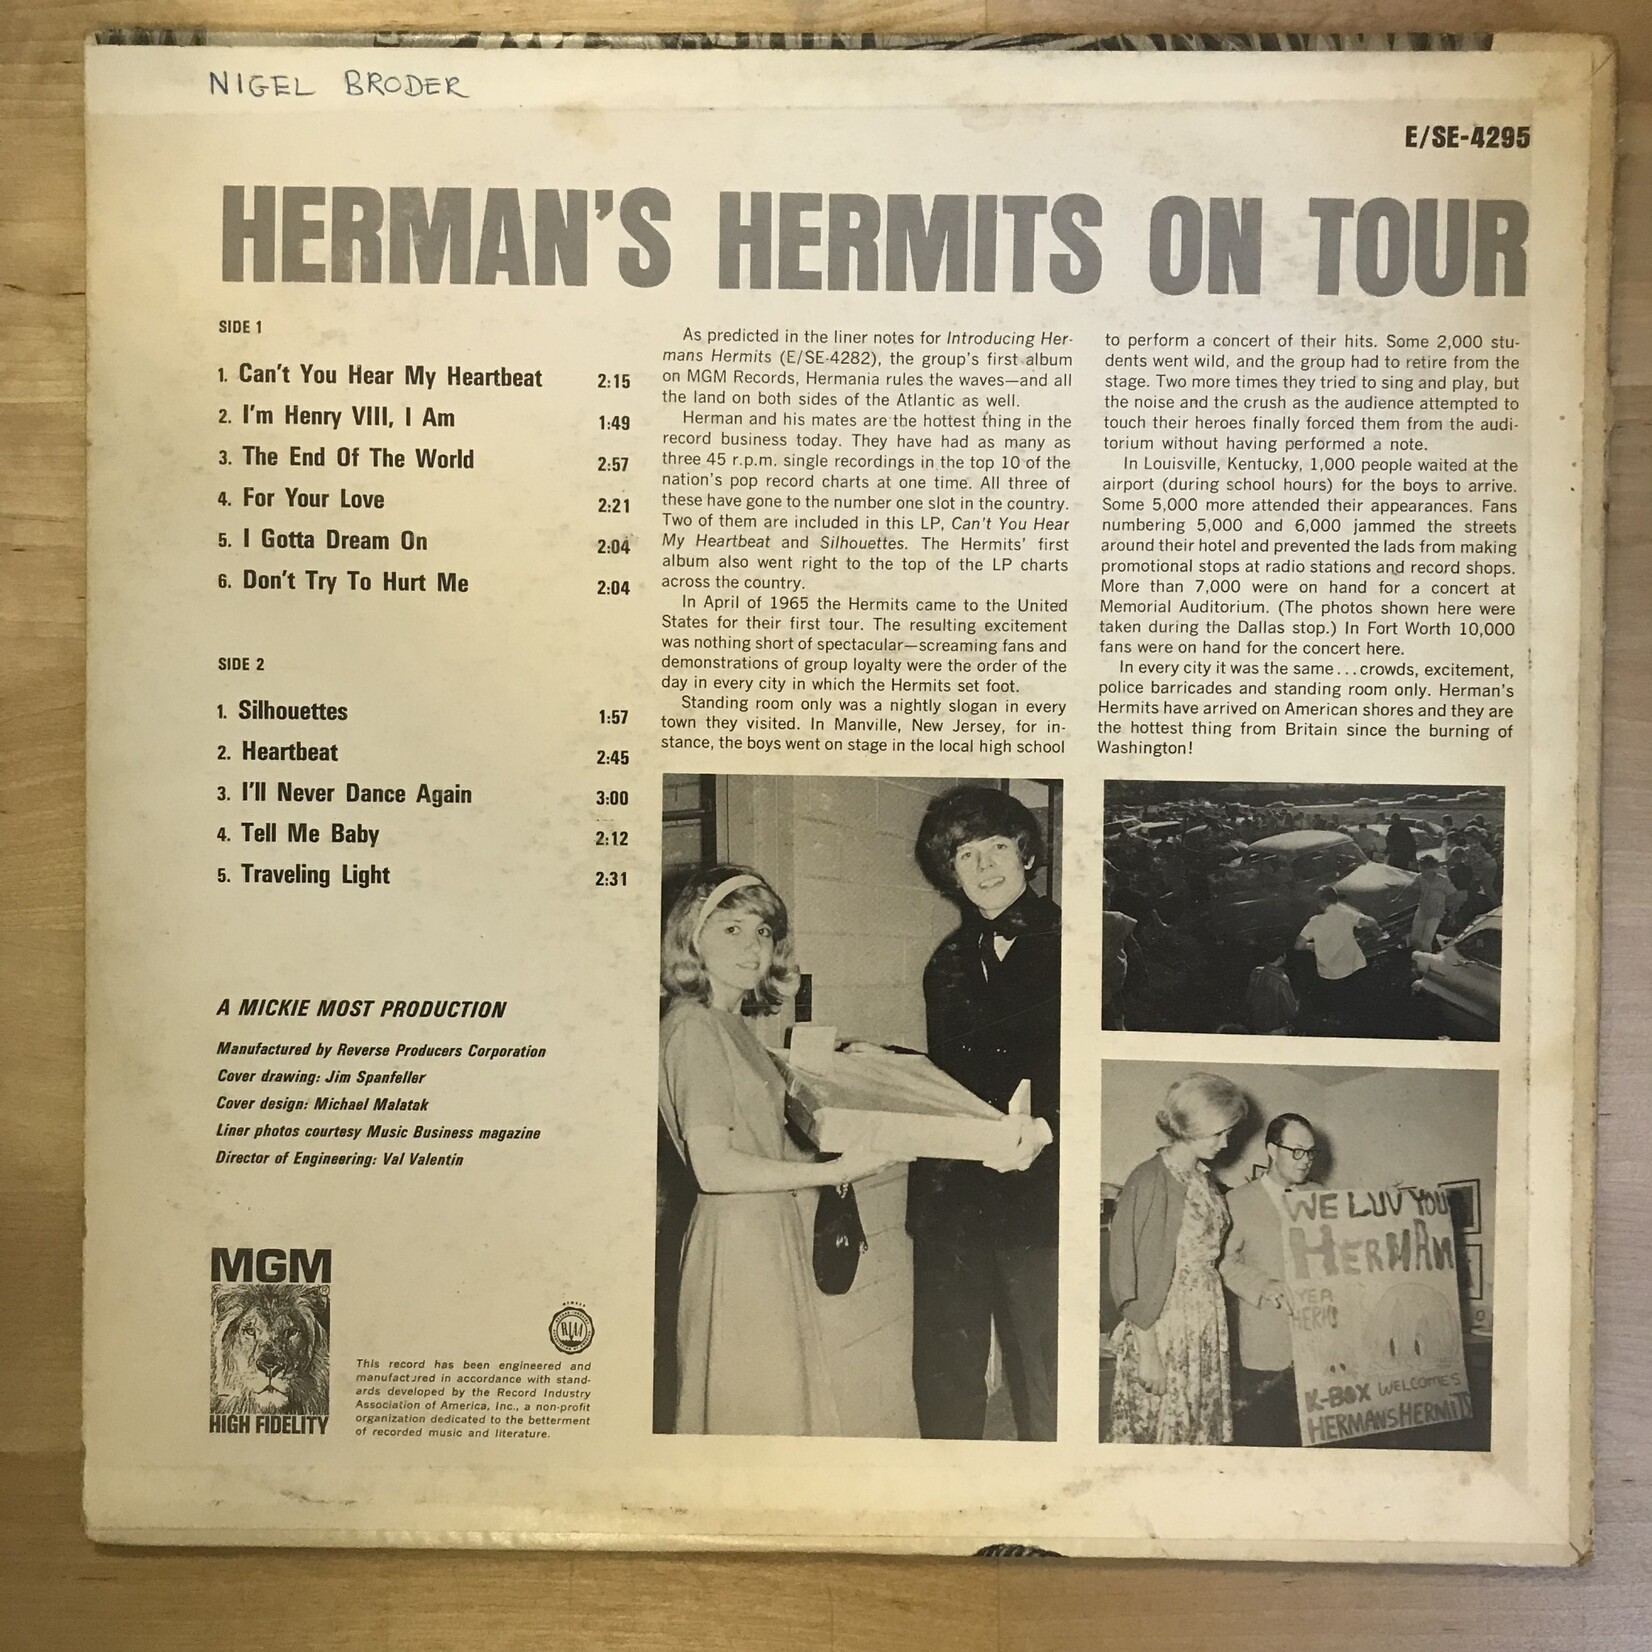 NIGEL BRODER
E/SE-4295
HERMAN'S HERMITS ON TOUR
SIDE 1
1. Can't You Hear My Heartbeat 2:15
2. I'm Henry VIII, I Am 1:49
3. The End Of The World 2:57
4. For Your Love 2:21
5. I Gotta Dream On 2:04
6. Don't Try To Hurt Me 2:04
SIDE 2
1. Silhouettes 1:57
2. Heartbeat 2:45
3. I'll Never Dance Again 3:00
4. Tell Me Baby 2:12
5. Traveling Light 2:31
A MICKIE MOST PRODUCTION
Manufactured by Reverse Producers Corporation
Cover drawing: Jim Spanfeller
Cover design: Michael Malatak
Liner photos courtesy Music Business magazine
Director of Engineering: Val Valentin
MGM
HIGH FIDELITY
RIAA
This record has been engineered and
manufactured in accordance with stand-
ards developed by the Record Industry
Association of America, Inc., a non-profit
organization dedicated to the betterment
of recorded music and literature.
As predicted in the liner notes for Introducing Her-
mans Hermits (E/SE-4282), the group's first album
on MGM Records, Hermania rules the waves—and all
the land on both sides of the Atlantic as well.
Herman and his mates are the hottest thing in the
record business today. They have had as many as
three 45 r.p.m. single recordings in the top 10 of the
nation's pop record charts at one time. All three of
these have gone to the number one slot in the country.
Two of them are included in this LP, Can't You Hear
My Heartbeat and Silhouettes. The Hermits' first
album also went right to the top of the LP charts
across the country.
In April of 1965 the Hermits came to the United
States for their first tour. The resulting excitement
was nothing short of spectacular—screaming fans and
demonstrations of group loyalty were the order of the
day in every city in which the Hermits set foot.
Standing room only was a nightly slogan in every
town they visited. In Manville, New Jersey, for in-
stance, the boys went on stage in the local high school
to perform a concert of their hits. Some 2,000 stu-
dents went wild, and the group had to retire from the
stage. Two more times they tried to sing and play, but
the noise and the crush as the audience attempted to
touch their heroes finally forced them from the audi-
torium without having performed a note.
In Louisville, Kentucky, 1,000 people waited at the
airport (during school hours) for the boys to arrive.
Some 5,000 more attended their appearances. Fans
numbering 5,000 and 6,000 jammed the streets
around their hotel and prevented the lads from making
promotional stops at radio stations and record shops.
More than 7,000 were on hand for a concert at
Memorial Auditorium. (The photos shown here were
taken during the Dallas stop.) In Fort Worth 10,000
fans were on hand for the concert here.
In every city it was the same...crowds, excitement,
police barricades and standing room only. Herman's
Hermits have arrived on American shores and they are
the hottest thing from Britain since the burning of
Washington!
WE LUV YOU
HERMAN
YEA
HERMS
K-BOX WELCOMES
HERMANSHERMITS